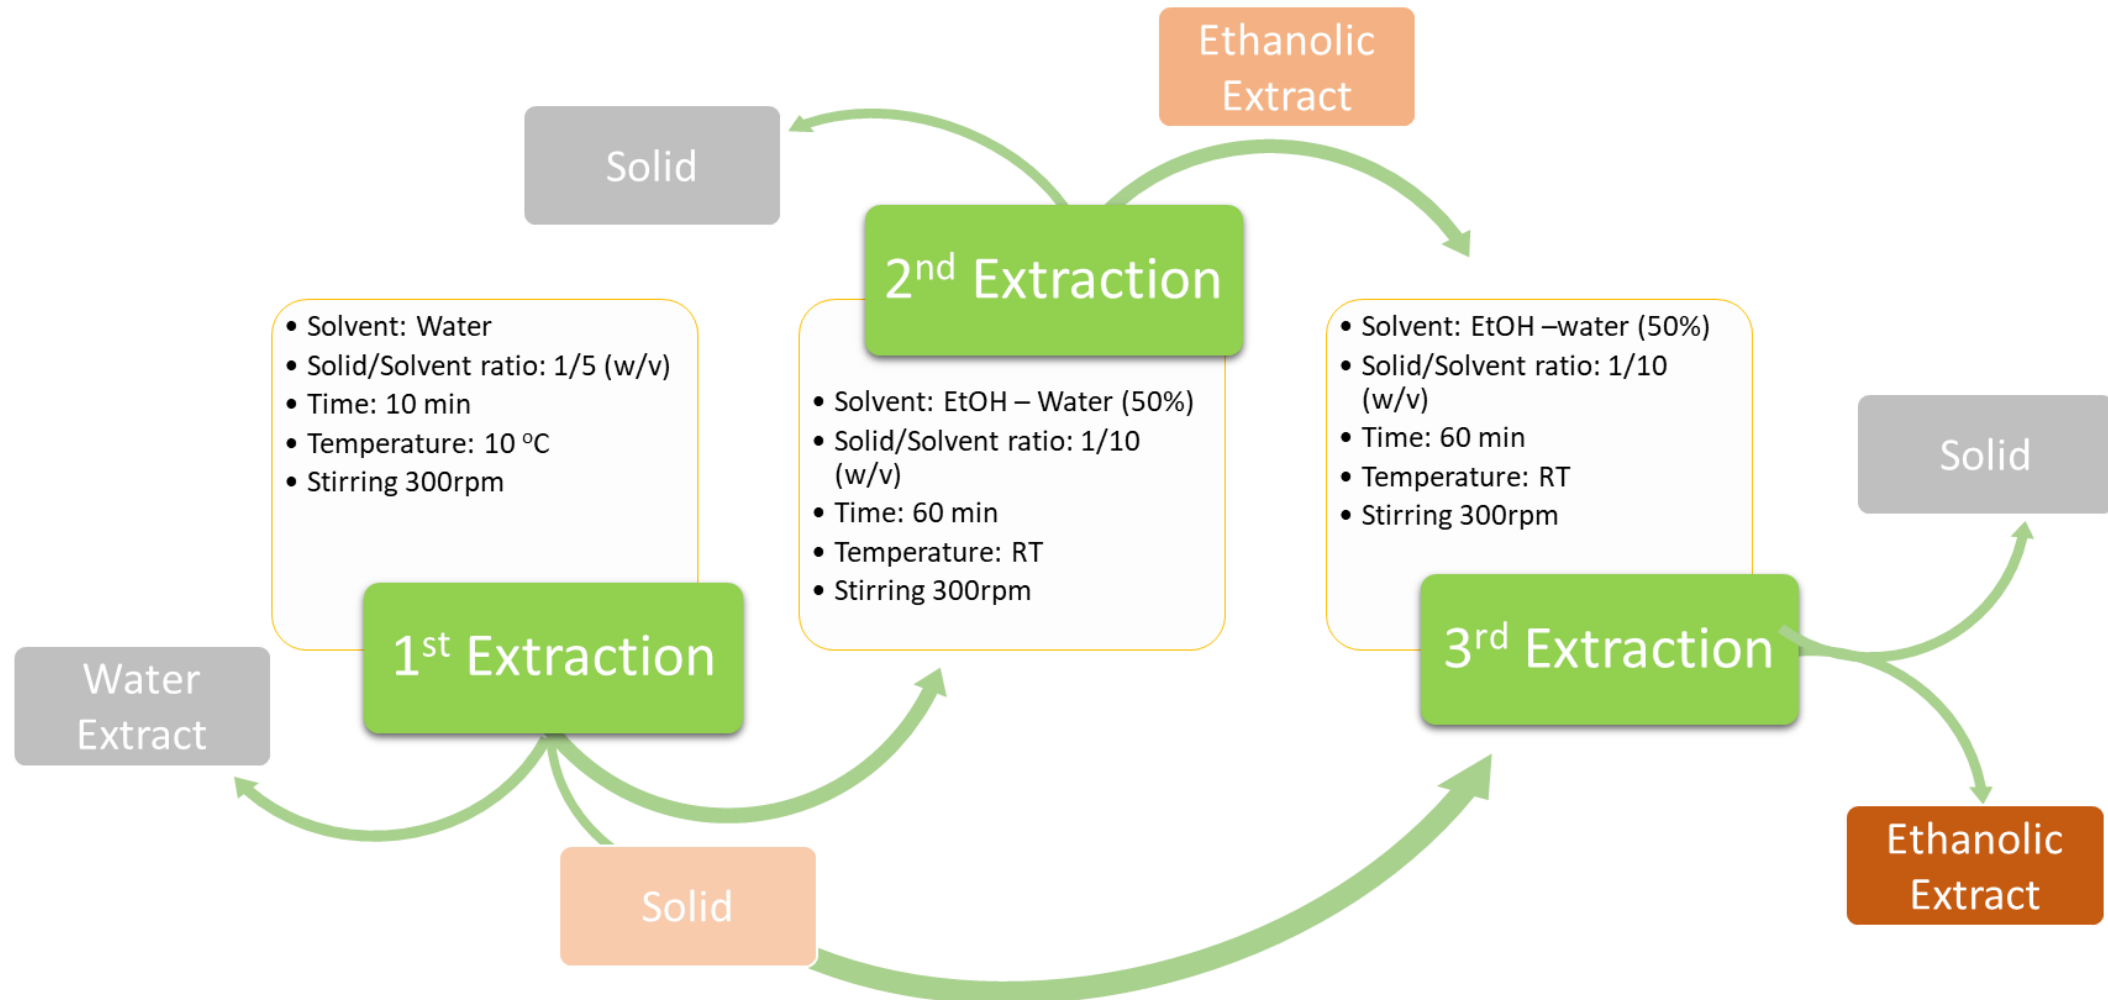 Ethanolic
Extract
Solid
2nd Extraction
• Solvent: Water
• Solid/Solvent ratio: 1/5 (w/v)
• Time: 10 min
• Temperature: 10 °C
• Stirring 300rpm
1st Extraction
Water
Extract
Solid
• Solvent: EtOH – Water (50%)
• Solid/Solvent ratio: 1/10
(w/v)
• Time: 60 min
• Temperature: RT
• Stirring 300rpm
• Solvent: EtOH –water (50%)
• Solid/Solvent ratio: 1/10
(w/v)
• Time: 60 min
• Temperature: RT
• Stirring 300rpm
3rd Extraction
Solid
Ethanolic
Extract